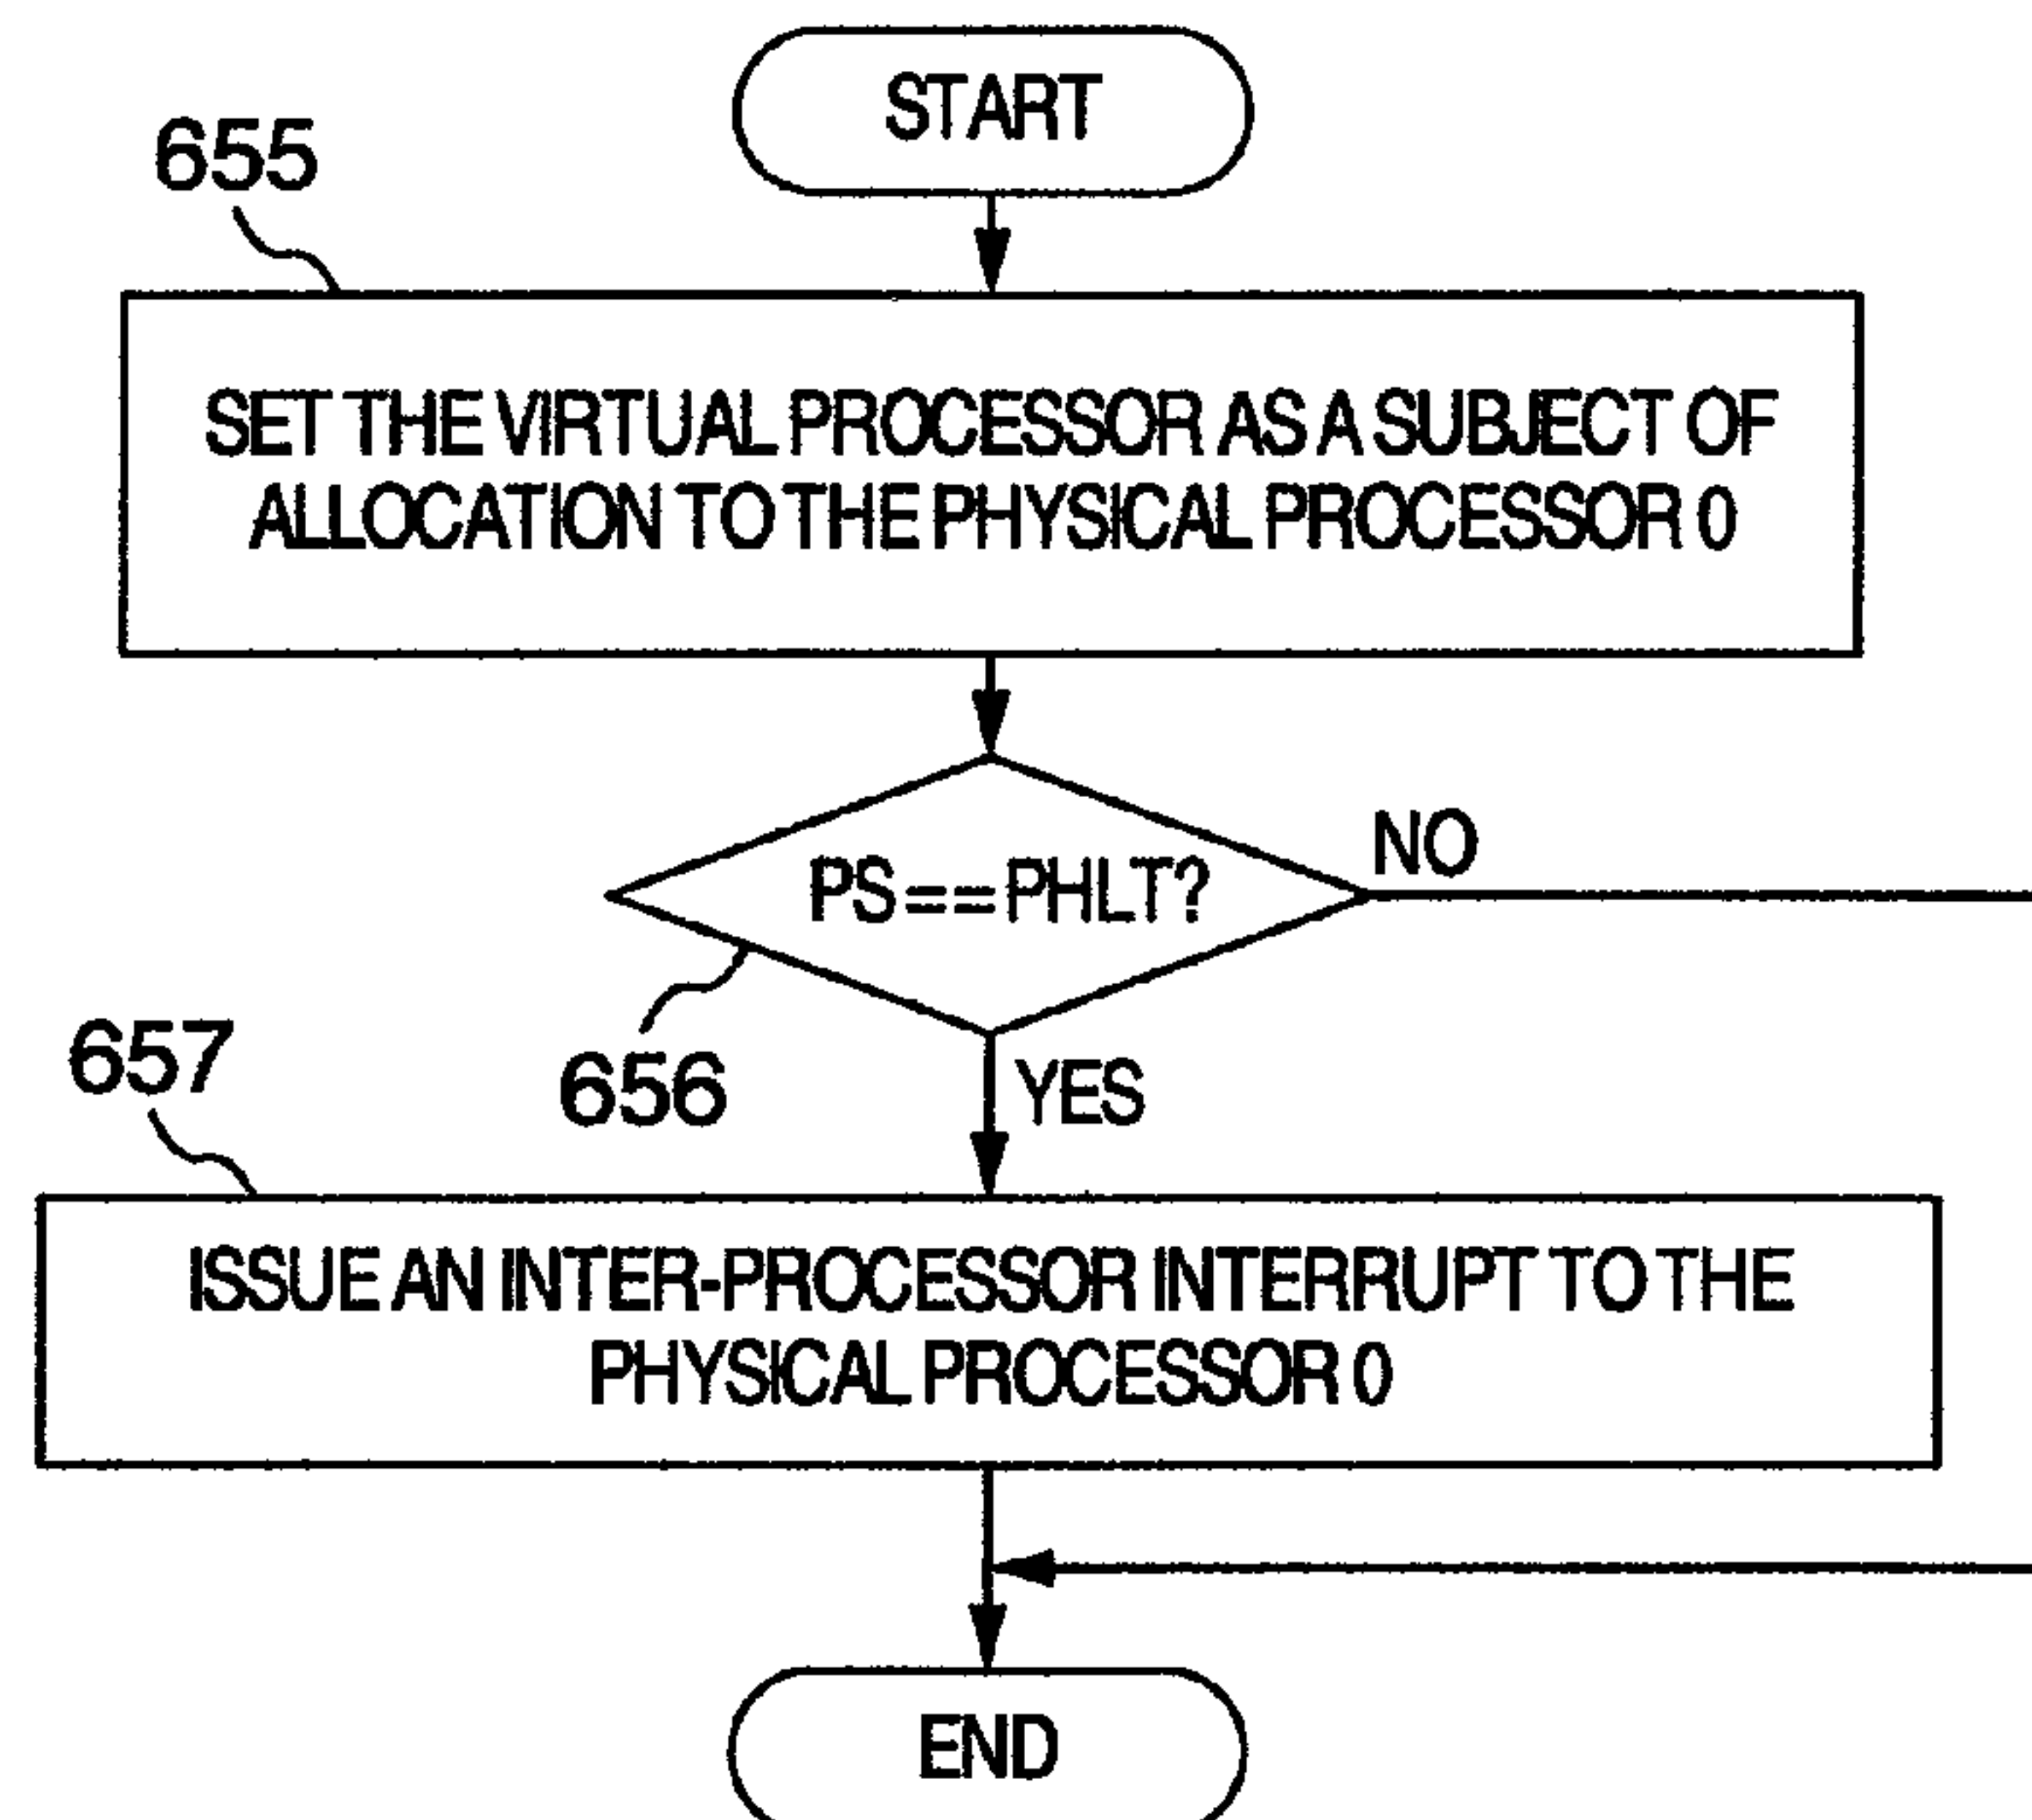 START
655
SET THE VIRTUAL PROCESSOR AS A SUBJECT OF
ALLOCATION TO THE PHYSICAL PROCESSOR 0
PS==PHLT?
NO
656
YES
657
ISSUE AN INTER-PROCESSOR INTERRUPT TO THE
PHYSICAL PROCESSOR 0
END